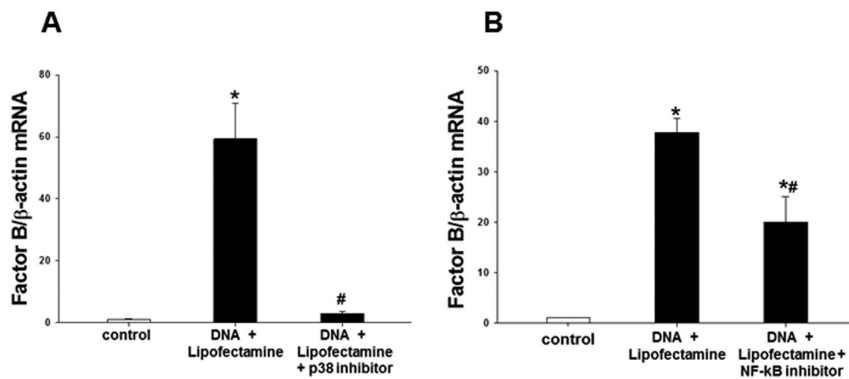 A
Factor B/β-actin mRNA
80
60
40
20
0
*
#
control
DNA +
Lipofectamine
DNA +
Lipofectamine
+ p38 inhibitor
B
Factor B/β-actin mRNA
50
40
30
20
10
0
*
*#
control
DNA +
Lipofectamine
DNA +
Lipofectamine+
NF-kB inhibitor